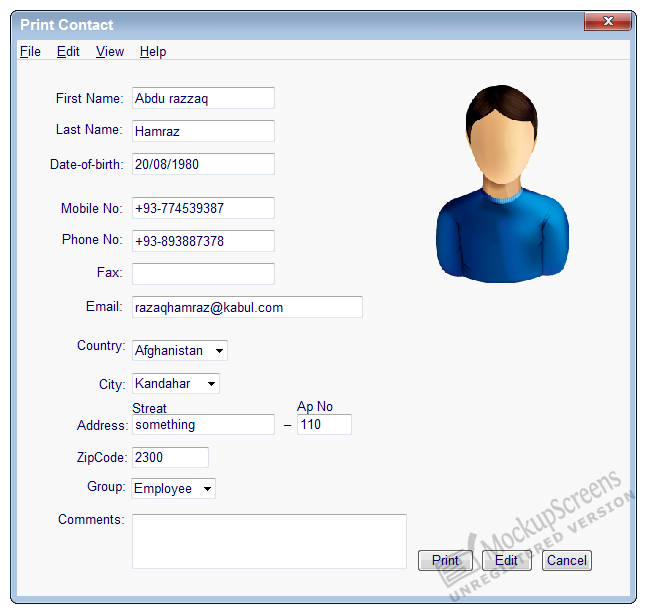 Print Contact
File Edit View Help
First Name: Abdu razzaq
Last Name: Hamraz
Date-of-birth: 20/08/1980
Mobile No: +93-774539387
Phone No: +93-893887378
Fax:
Email: razaqhamraz@kabul.com
Country: Afghanistan
City: Kandahar
Streat Ap No
Address: something – 110
ZipCode: 2300
Group: Employee
Comments:
Print Edit Cancel
MockupScreens
UNREGISTERED VERSION